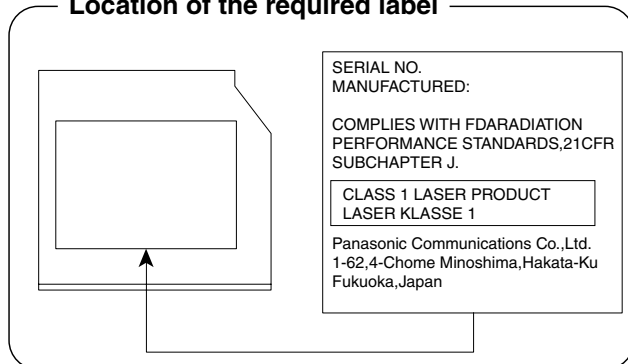 Location of the required label
SERIAL NO.
MANUFACTURED:
COMPLIES WITH FDARADIATION
PERFORMANCE STANDARDS,21CFR
SUBCHAPTER J.
CLASS 1 LASER PRODUCT
LASER KLASSE 1
Panasonic Communications Co.,Ltd.
1-62,4-Chome Minoshima,Hakata-Ku
Fukuoka,Japan